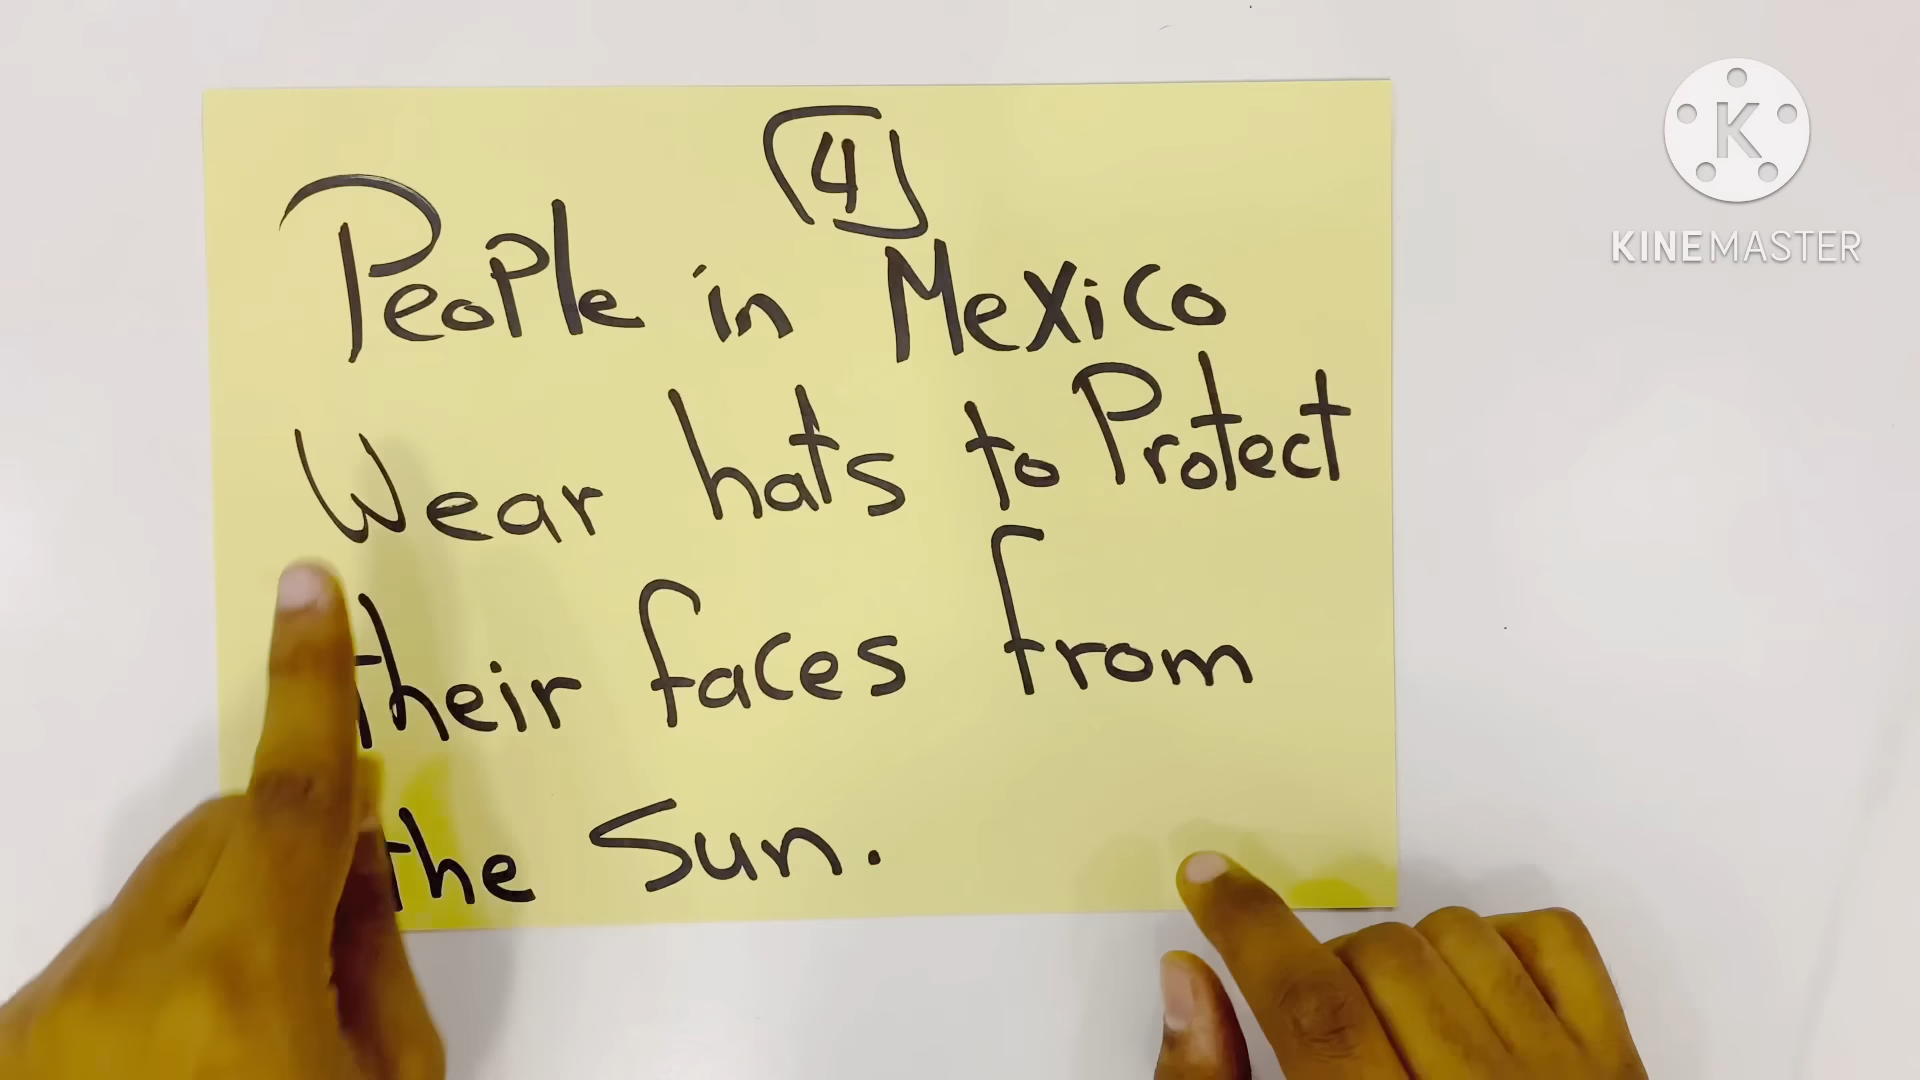 4
People in Mexico
Wear hats to Protect
their faces from
the Sun.
K
KINEMASTER